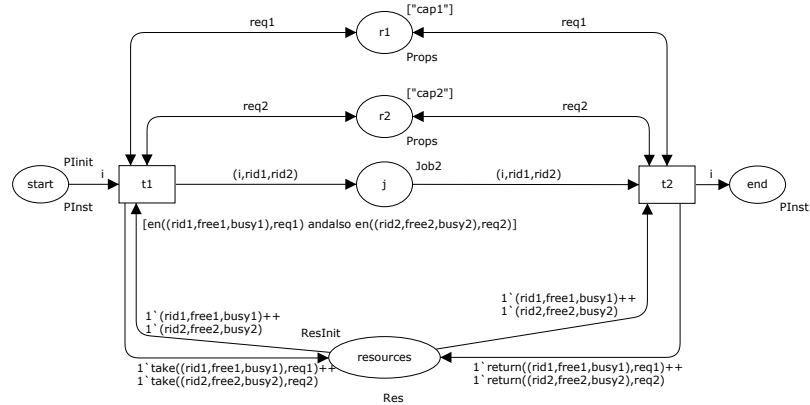 ["cap1"]
req1
r1
req1
Props
["cap2"]
req2
r2
req2
Props
PIinit
Job2
start
i
t1
(i,rid1,rid2)
j
(i,rid1,rid2)
t2
i
end
PInst
PInst
[en((rid1,free1,busy1),req1) andalso en((rid2,free2,busy2),req2)]
1`(rid1,free1,busy1)++
1`(rid2,free2,busy2)
1`(rid1,free1,busy1)++
1`(rid2,free2,busy2)
ResInit
resources
1`take((rid1,free1,busy1),req1)++
1`take((rid2,free2,busy2),req2)
1`return((rid1,free1,busy1),req1)++
1`return((rid2,free2,busy2),req2)
Res